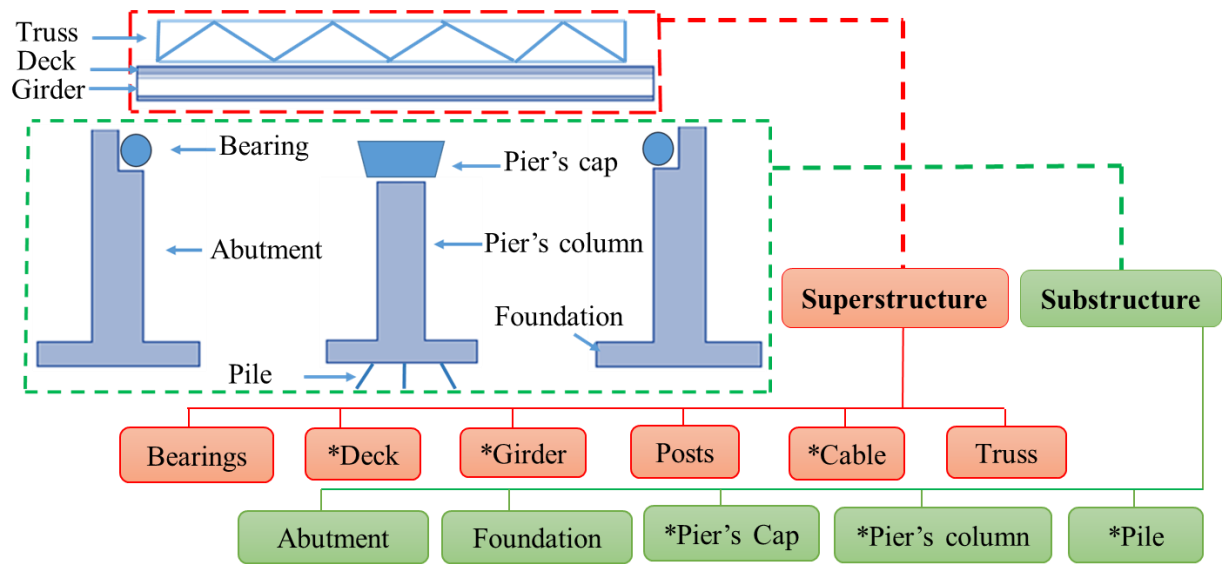 Truss
Deck
Girder
Bearing
Pier's cap
Abutment
Pier's column
Foundation
Pile
Superstructure
Substructure
Bearings
*Deck
*Girder
Posts
*Cable
Truss
Abutment
Foundation
*Pier's Cap
*Pier's column
*Pile